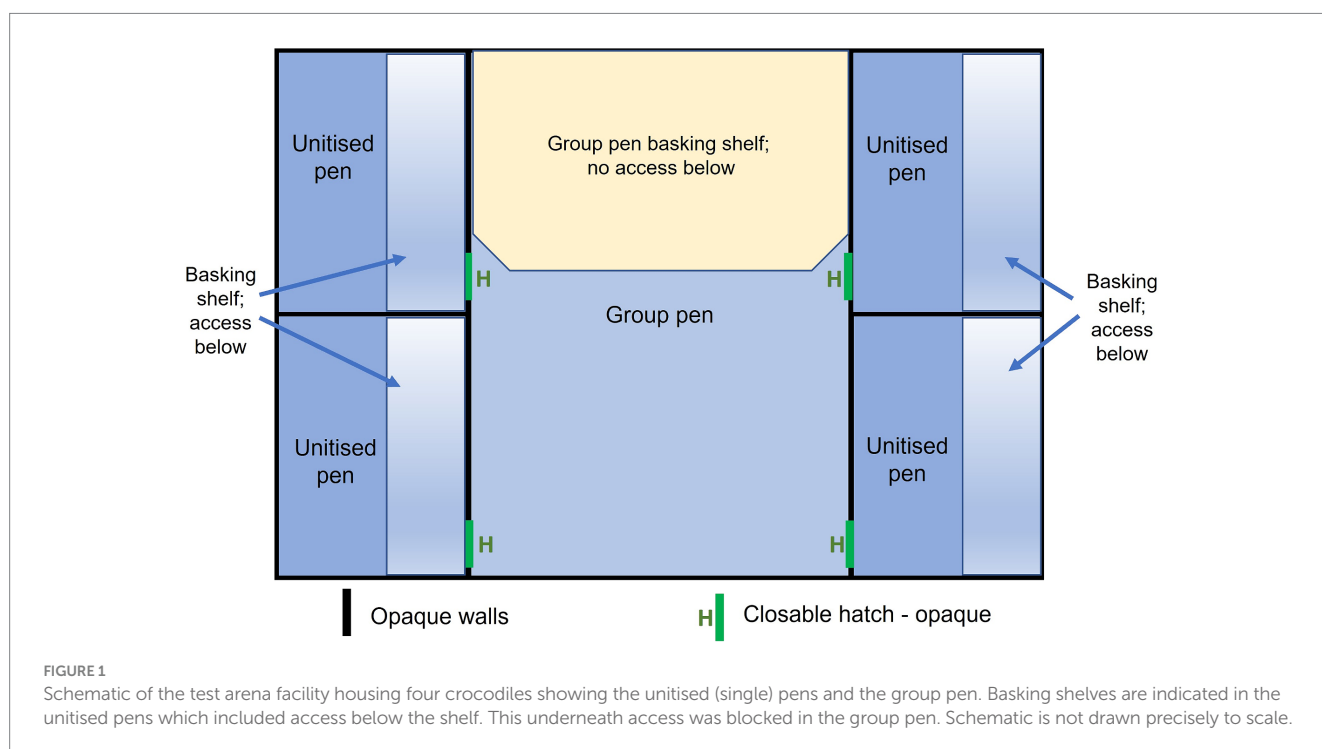 Unitised
pen
Group pen basking shelf;
no access below
Unitised
pen
Basking
shelf;
access
below
H
H
Basking
shelf;
access
below
Group pen
Unitised
pen
Unitised
pen
H
H
Opaque walls
H
Closable hatch - opaque
FIGURE 1
Schematic of the test arena facility housing four crocodiles showing the unitised (single) pens and the group pen. Basking shelves are indicated in the
unitised pens which included access below the shelf. This underneath access was blocked in the group pen. Schematic is not drawn precisely to scale.